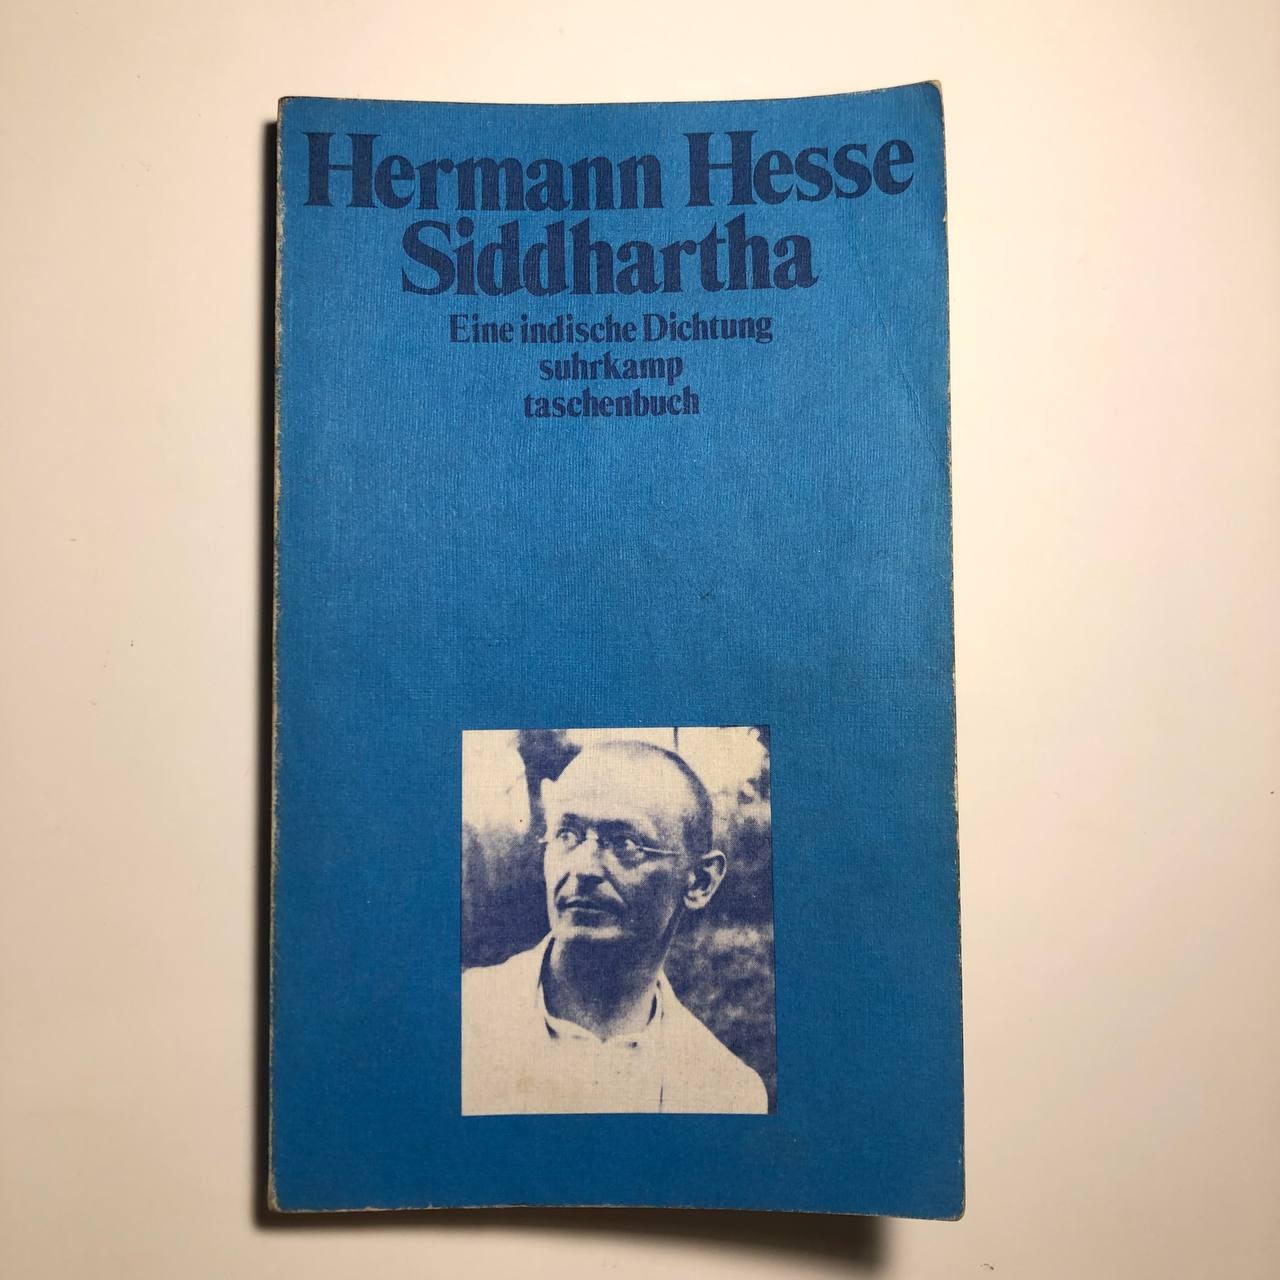 Hermann Hesse
Siddhartha
Eine indische Dichtung
suhrkamp
taschenbuch